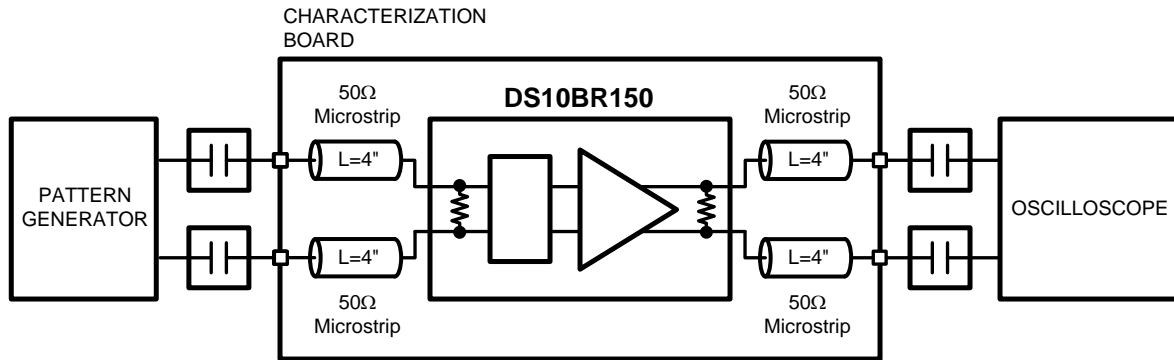 CHARACTERIZATION
BOARD
50Ω
Microstrip
DS10BR150
50Ω
Microstrip
L=4"
L=4"
PATTERN
GENERATOR
OSCILLOSCOPE
L=4"
L=4"
50Ω
Microstrip
50Ω
Microstrip